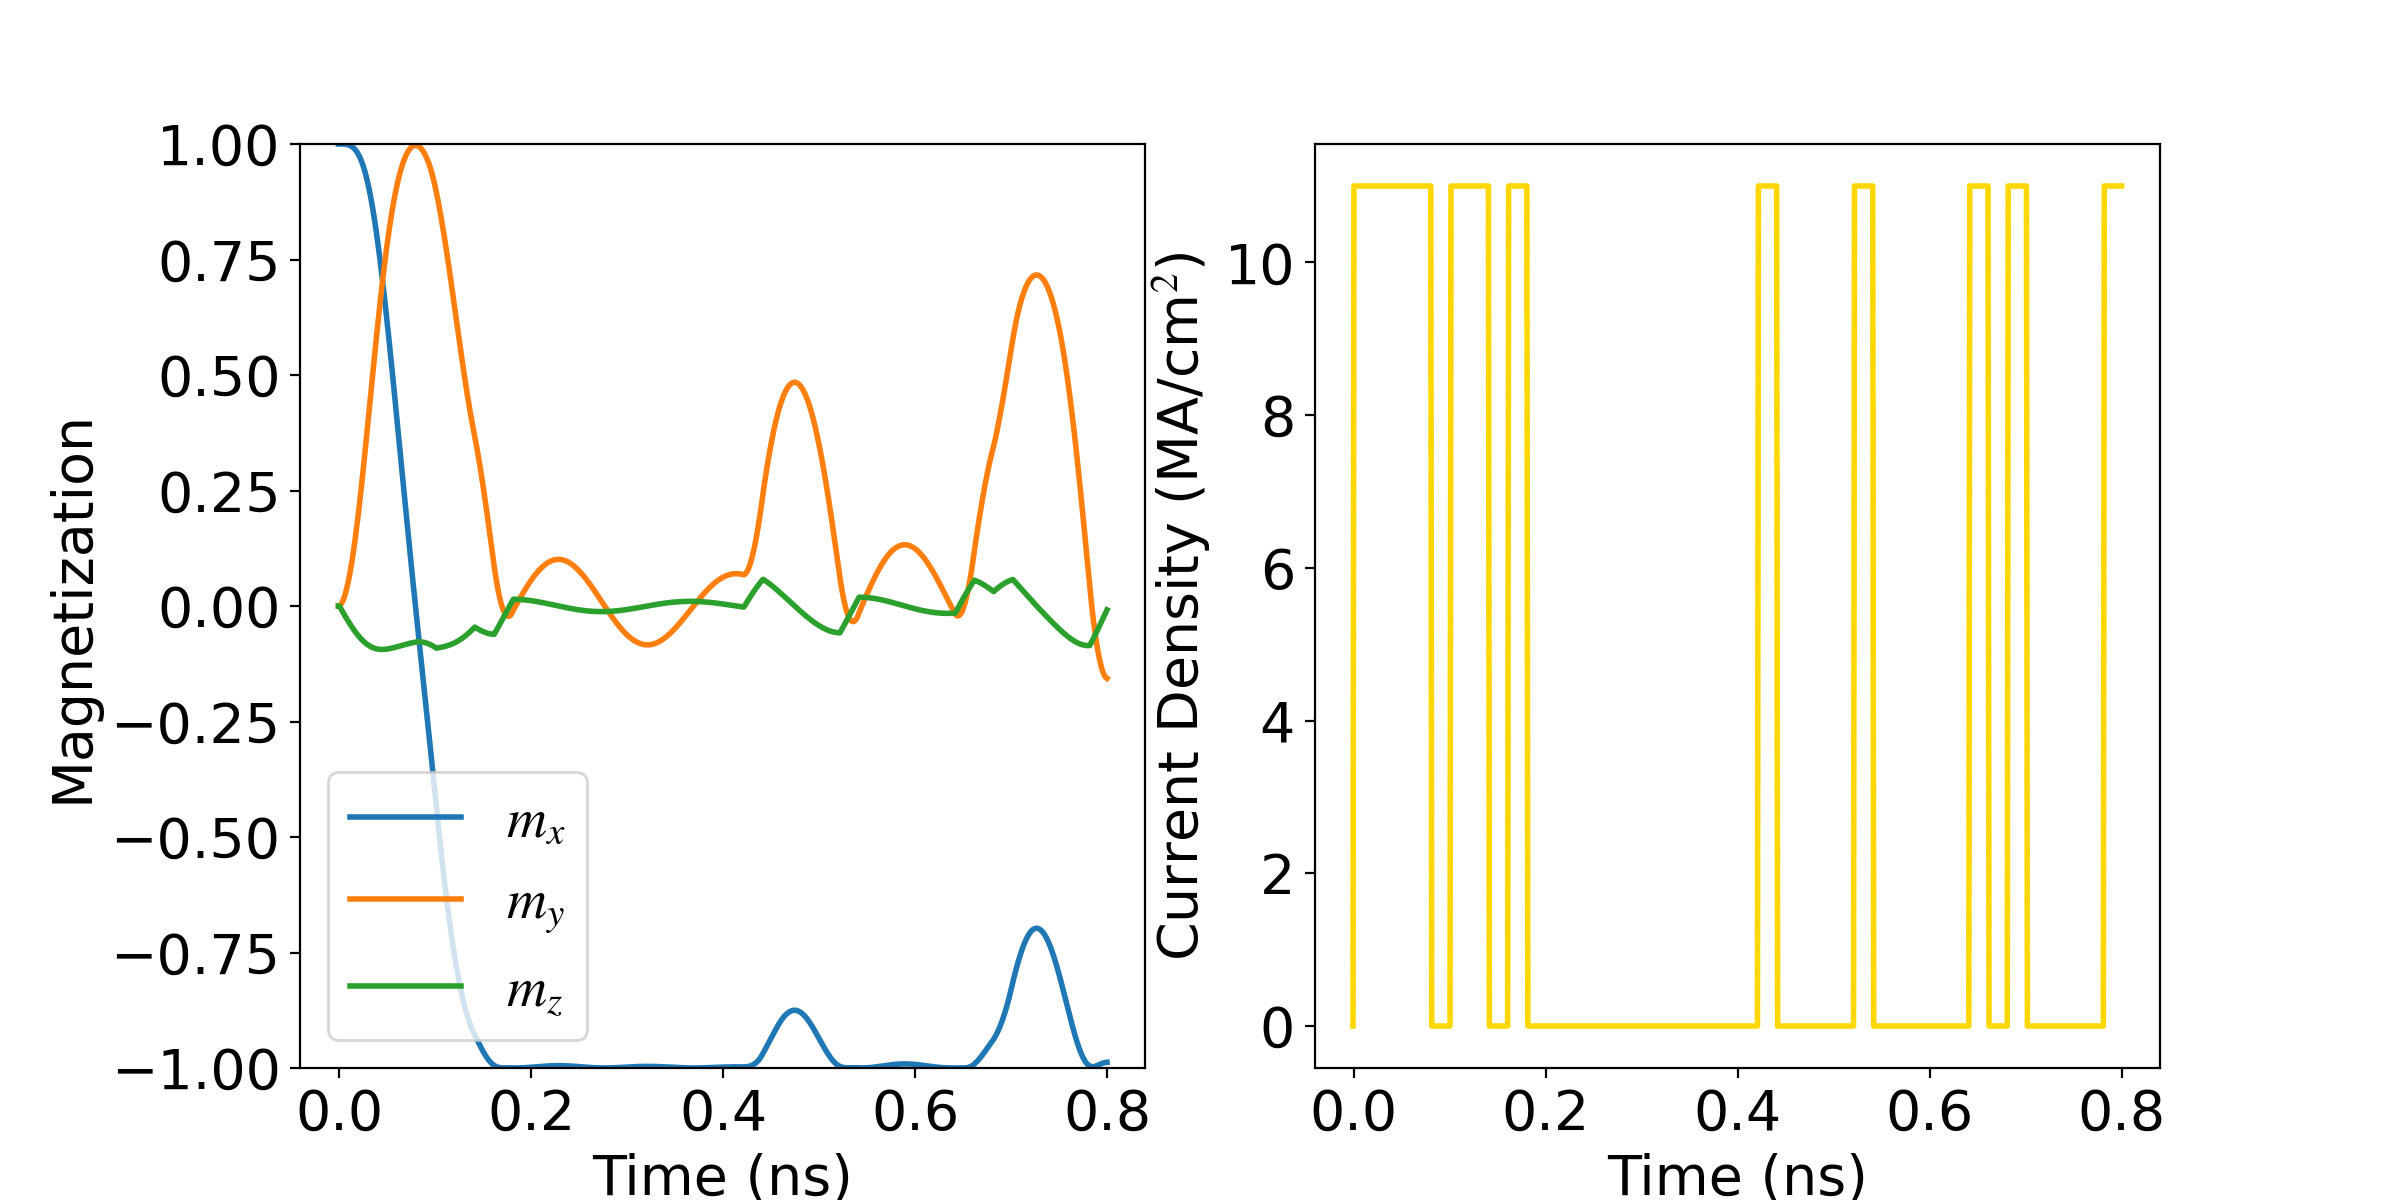 1.00
0.75
0.50
0.25
0.00
−0.25
−0.50
−0.75
−1.00
Magnetization
m_x
m_y
m_z
0.0 0.2 0.4 0.6 0.8
Time (ns)
Current Density (MA/cm²)
10
8
6
4
2
0
0.0 0.2 0.4 0.6 0.8
Time (ns)